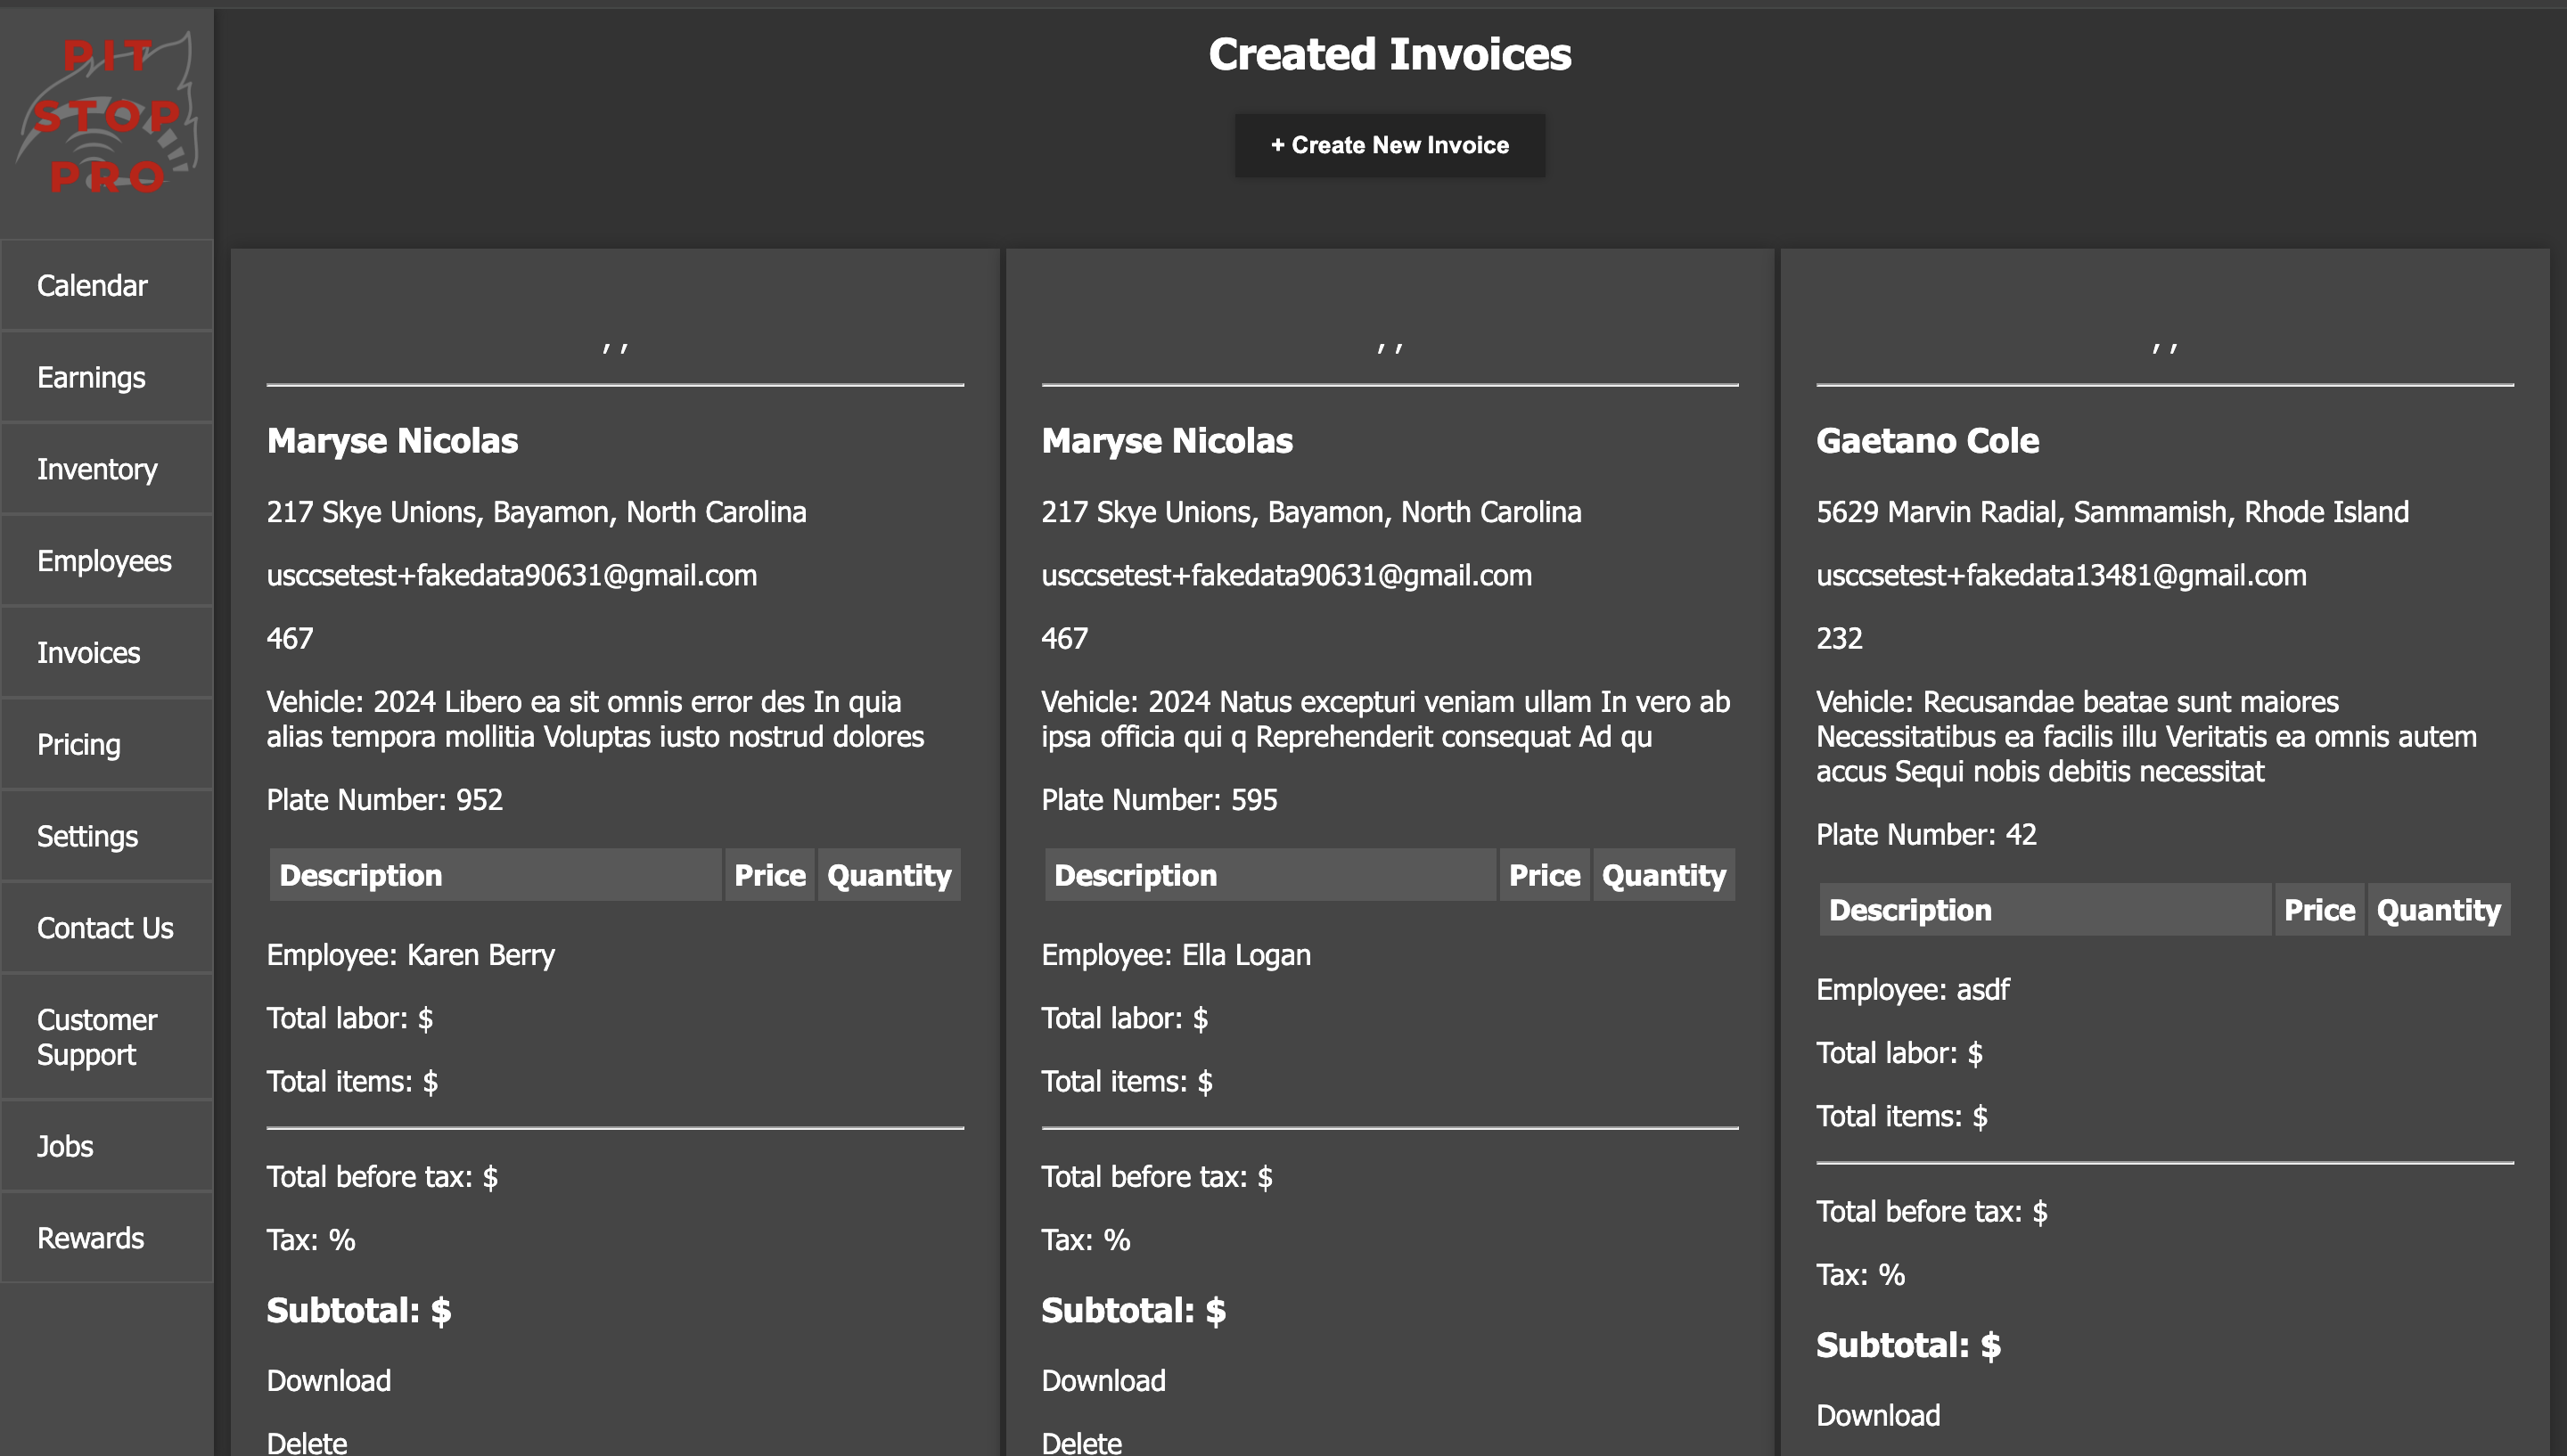 PIT
STOP
PRO
Calendar
Earnings
Inventory
Employees
Invoices
Pricing
Settings
Contact Us
Customer
Support
Jobs
Rewards
Created Invoices
+ Create New Invoice
, ,
Maryse Nicolas
217 Skye Unions, Bayamon, North Carolina
usccsetest+fakedata90631@gmail.com
467
Vehicle: 2024 Libero ea sit omnis error des In quia
alias tempora mollitia Voluptas iusto nostrud dolores
Plate Number: 952
Description Price Quantity
Employee: Karen Berry
Total labor: $
Total items: $
Total before tax: $
Tax: %
Subtotal: $
Download
Delete
, ,
Maryse Nicolas
217 Skye Unions, Bayamon, North Carolina
usccsetest+fakedata90631@gmail.com
467
Vehicle: 2024 Natus excepturi veniam ullam In vero ab
ipsa officia qui q Reprehenderit consequat Ad qu
Plate Number: 595
Description Price Quantity
Employee: Ella Logan
Total labor: $
Total items: $
Total before tax: $
Tax: %
Subtotal: $
Download
Delete
, ,
Gaetano Cole
5629 Marvin Radial, Sammamish, Rhode Island
usccsetest+fakedata13481@gmail.com
232
Vehicle: Recusandae beatae sunt maiores
Necessitatibus ea facilis illu Veritatis ea omnis autem
accus Sequi nobis debitis necessitat
Plate Number: 42
Description Price Quantity
Employee: asdf
Total labor: $
Total items: $
Total before tax: $
Tax: %
Subtotal: $
Download